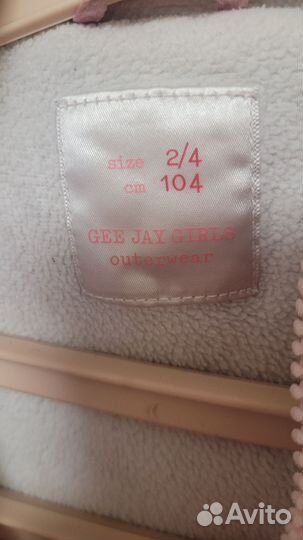 size 2/4
cm 104
GEE JAY GIRLS
outerwear
Avito